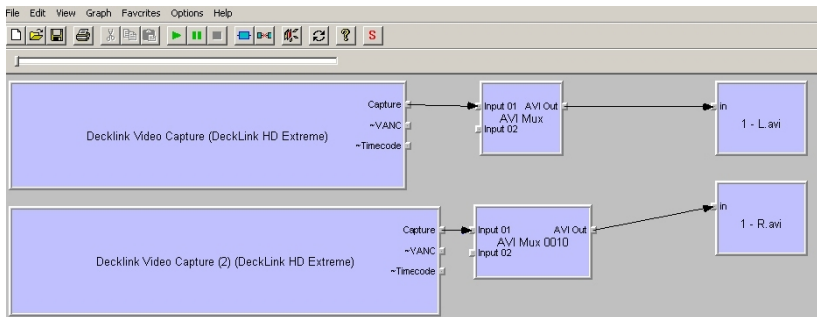 File Edit View Graph Favorites Options Help
S
Capture
~VANC
~Timecode
Decklink Video Capture (DeckLink HD Extreme)
Input 01 AVI Out
AVI Mux
Input 02
in
1 - L.avi
Capture
~VANC
~Timecode
Decklink Video Capture (2) (DeckLink HD Extreme)
Input 01 AVI Out
AVI Mux 0010
Input 02
in
1 - R.avi